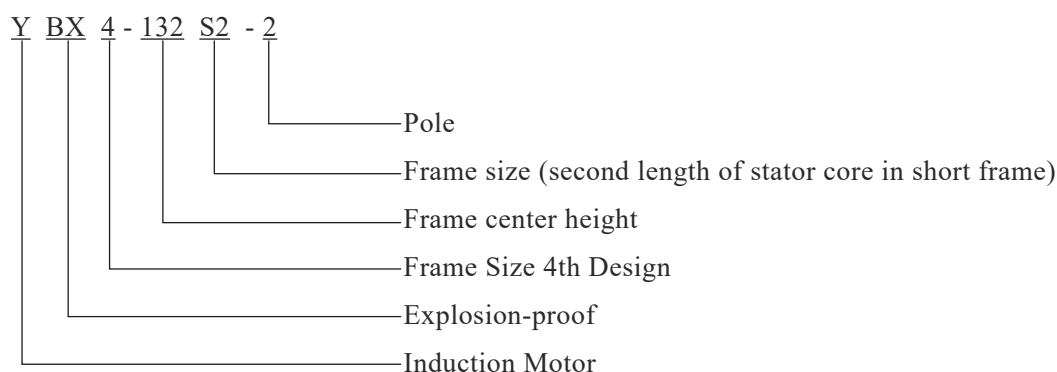 Y BX 4 - 132 S2 - 2
Pole
Frame size (second length of stator core in short frame)
Frame center height
Frame Size 4th Design
Explosion-proof
Induction Motor